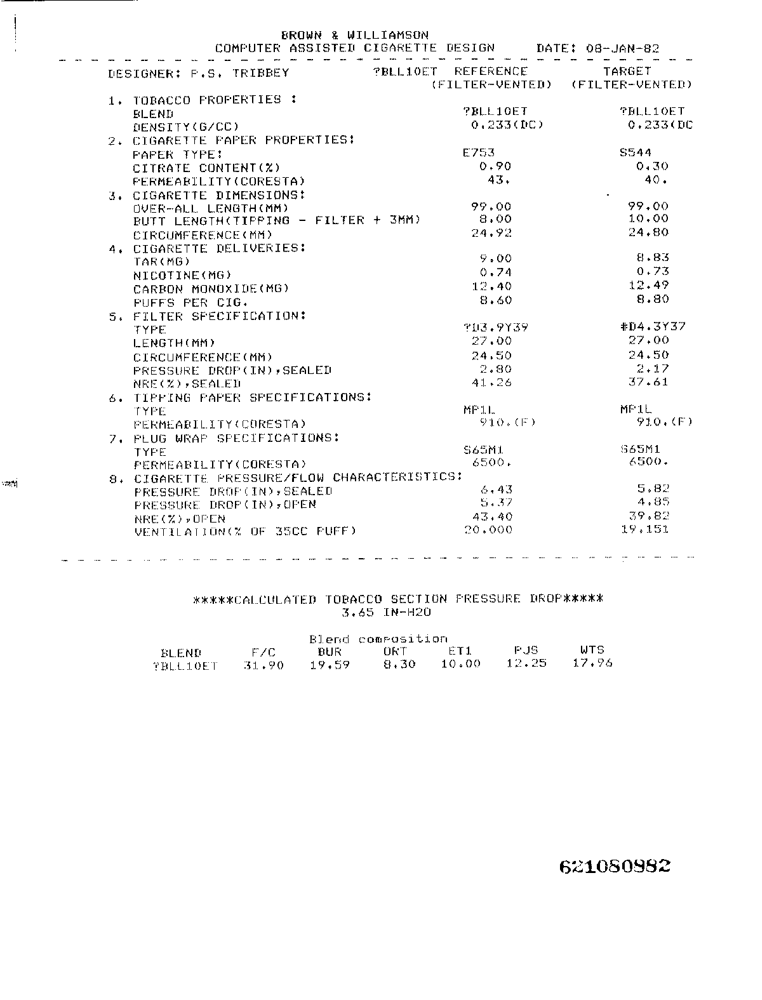 BROWN & WILLIAMSON
COMPUTER ASSISTED CIGARETTE DESIGN DATE: 08-JAN-82
DESIGNER: P.S. TRIBBEY ?BLL10ET REFERENCE TARGET
(FILTER-VENTED) (FILTER-VENTED)
1. TOBACCO PROPERTIES :
BLEND ?BLL10ET ?BLL10ET
DENSITY(G/CC) 0.233(DC) 0.233(DC
2. CIGARETTE PAPER PROPERTIES:
PAPER TYPE: E753 S544
CITRATE CONTENT(%) 0.90 0.30
PERMEABILITY(CORESTA) 43. 40.
3. CIGARETTE DIMENSIONS:
OVER-ALL LENGTH(MM) 99.00 99.00
BUTT LENGTH(TIPPING - FILTER + 3MM) 8.00 10.00
CIRCUMFERENCE(MM) 24.92 24.80
4. CIGARETTE DELIVERIES:
TAR(MG) 9.00 8.83
NICOTINE(MG) 0.74 0.73
CARBON MONOXIDE(MG) 12.40 12.49
PUFFS PER CIG. 8.60 8.80
5. FILTER SPECIFICATION:
TYPE ?D3.9Y39 #D4.3Y37
LENGTH(MM) 27.00 27.00
CIRCUMFERENCE(MM) 24.50 24.50
PRESSURE DROP(IN),SEALED 2.80 2.17
NRE(%),SEALED 41.26 37.61
6. TIPPING PAPER SPECIFICATIONS:
TYPE MP1L MP1L
PERMEABILITY(CORESTA) 910.(F) 910.(F)
7. PLUG WRAP SPECIFICATIONS:
TYPE S65M1 S65M1
PERMEABILITY(CORESTA) 6500. 6500.
8. CIGARETTE PRESSURE/FLOW CHARACTERISTICS:
PRESSURE DROP(IN),SEALED 6.43 5.82
PRESSURE DROP(IN),OPEN 5.37 4.85
NRE(%),OPEN 43.40 39.82
VENTILATION(% OF 35CC PUFF) 20.000 19.151
*****CALCULATED TOBACCO SECTION PRESSURE DROP*****
3.65 IN-H2O
Blend composition
BLEND F/C BUR ORT ET1 PJS WTS
?BLL10ET 31.90 19.59 8.30 10.00 12.25 17.96
621080982